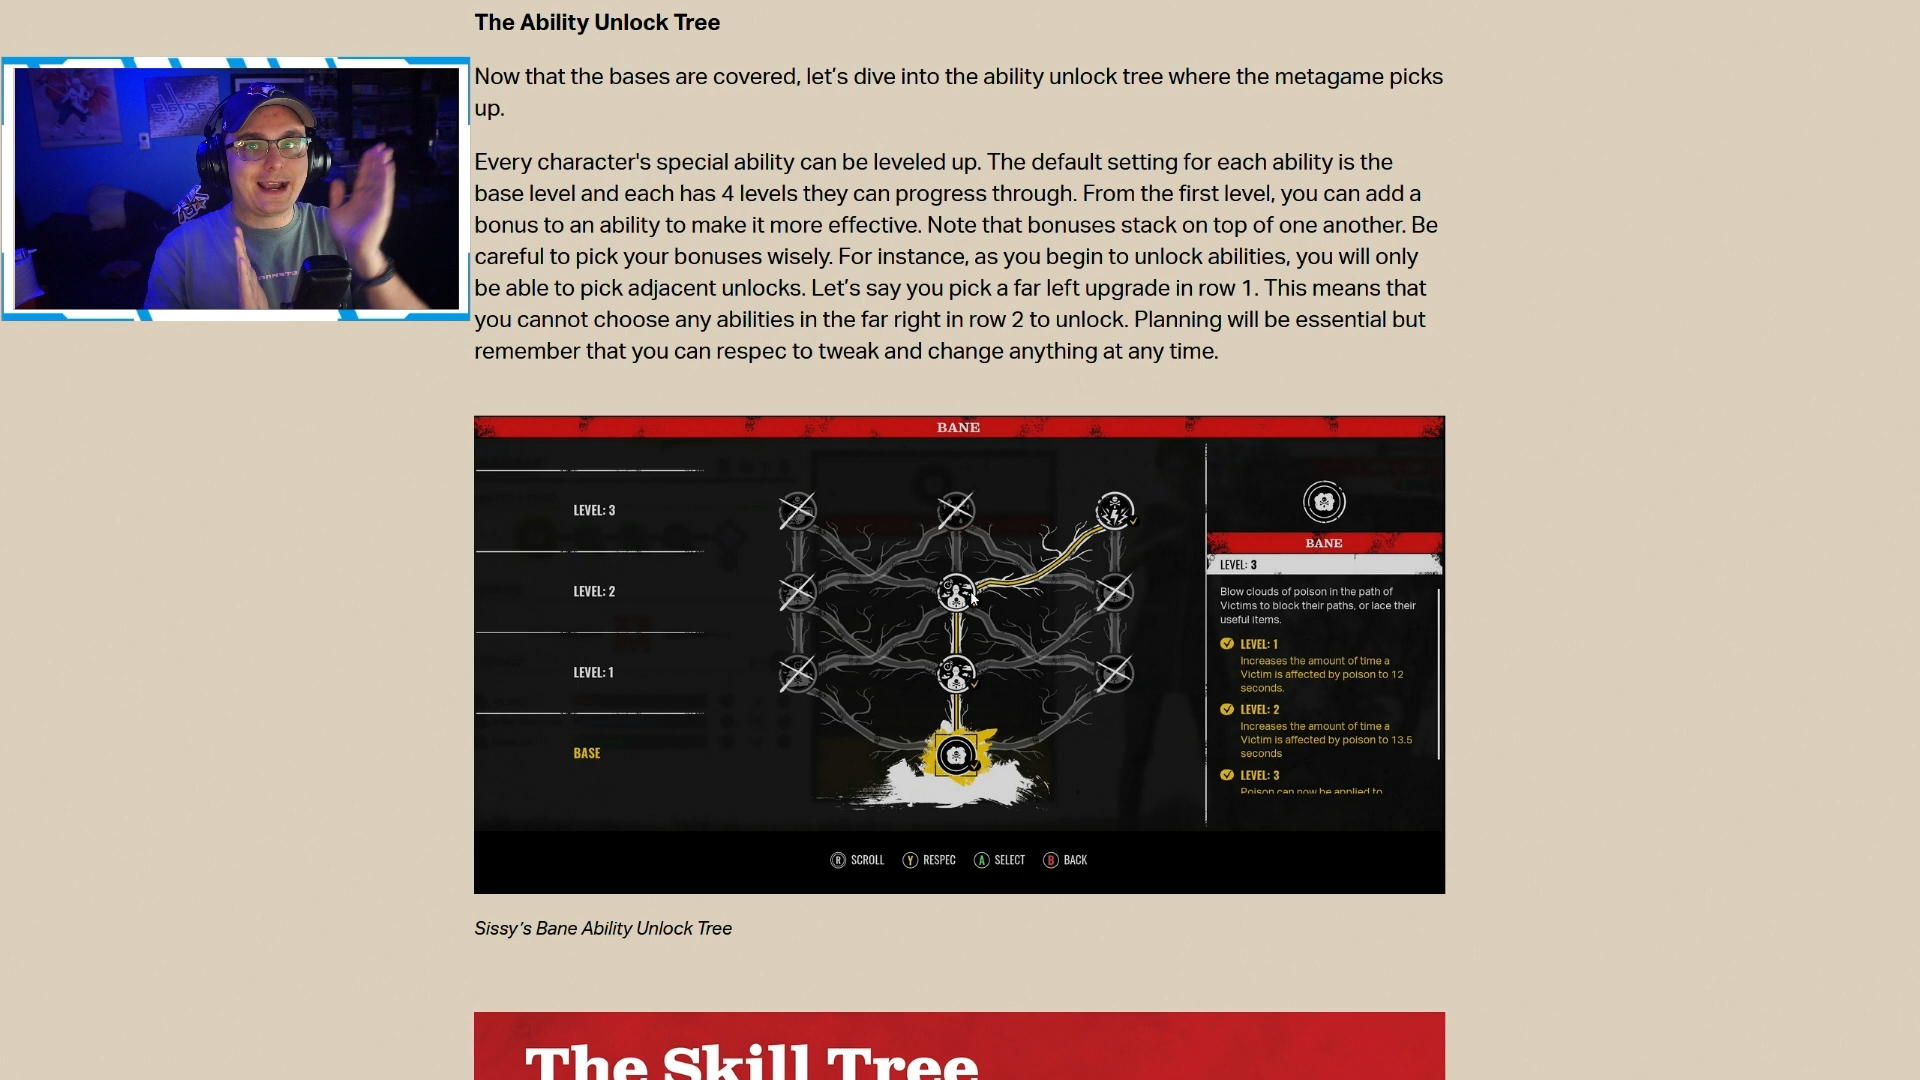 The Ability Unlock Tree
Now that the bases are covered, let's dive into the ability unlock tree where the metagame picks
up.
Every character's special ability can be leveled up. The default setting for each ability is the
base level and each has 4 levels they can progress through. From the first level, you can add a
bonus to an ability to make it more effective. Note that bonuses stack on top of one another. Be
careful to pick your bonuses wisely. For instance, as you begin to unlock abilities, you will only
be able to pick adjacent unlocks. Let's say you pick a far left upgrade in row 1. This means that
you cannot choose any abilities in the far right in row 2 to unlock. Planning will be essential but
remember that you can respec to tweak and change anything at any time.
BANE
LEVEL: 3
LEVEL: 2
LEVEL: 1
BASE
BANE
LEVEL: 3
Blow clouds of poison in the path of
Victims to block their paths, or lace their
useful items.
LEVEL: 1
Increases the amount of time a
Victim is affected by poison to 12
seconds.
LEVEL: 2
Increases the amount of time a
Victim is affected by poison to 13.5
seconds
LEVEL: 3
Poison can now be applied to
R SCROLL Y RESPEC A SELECT B BACK
Sissy's Bane Ability Unlock Tree
The Skill Tree